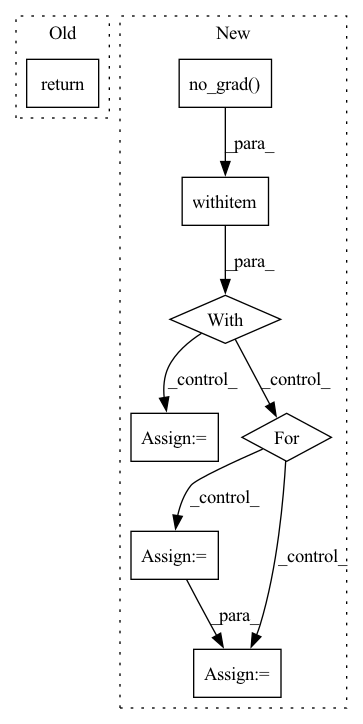 Old
New
return
no_grad()
_para_
withitem
_para_
With
_control_
_control_
Assign:=
For
_control_
_control_
Assign:=
_para_
Assign:=